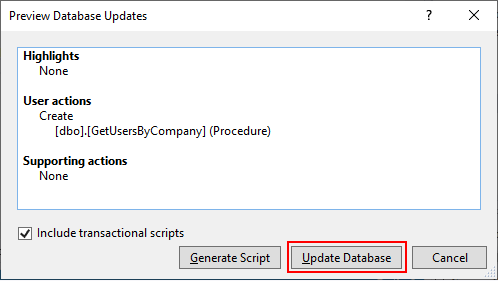 Preview Database Updates
?
Highlights
None
User actions
Create
[dbo].[GetUsersByCompany] (Procedure)
Supporting actions
None
Include transactional scripts
Generate Script Update Database Cancel